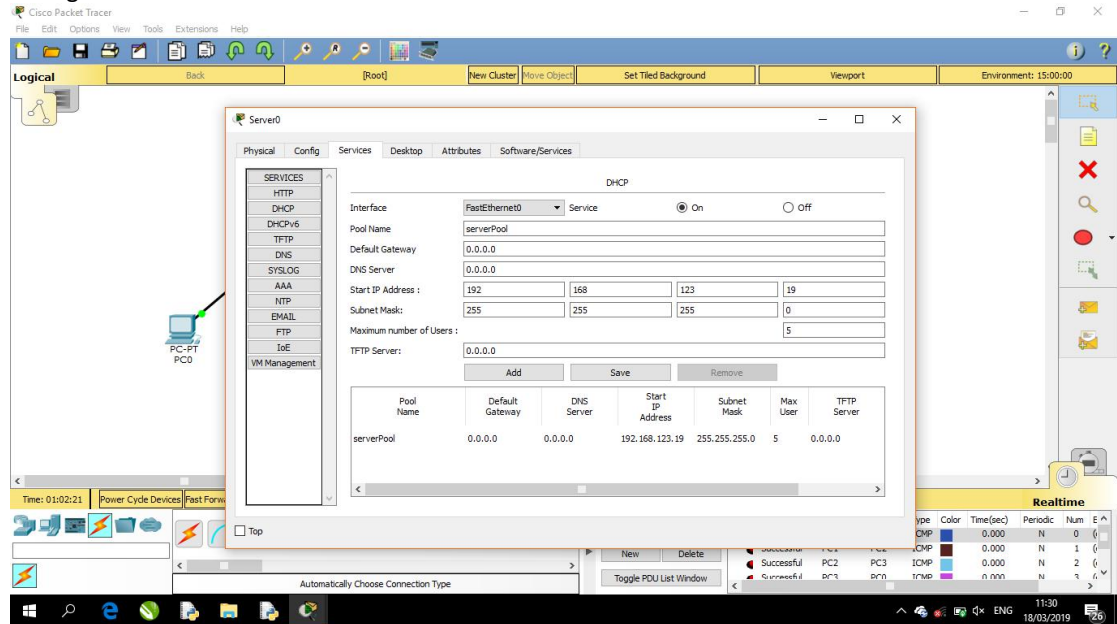 Cisco Packet Tracer
File Edit Options View Tools Extensions Help
Logical Back [Root] New Cluster Move Object Set Tiled Background Viewport Environment: 15:00:00
Server0
Physical Config Services Desktop Attributes Software/Services
SERVICES
HTTP
DHCP
DHCPv6
TFTP
DNS
SYSLOG
AAA
NTP
EMAIL
FTP
IoE
VM Management
DHCP
Interface FastEthernet0 Service On Off
Pool Name serverPool
Default Gateway 0.0.0.0
DNS Server 0.0.0.0
Start IP Address : 192 168 123 19
Subnet Mask: 255 255 255 0
Maximum number of Users : 5
TFTP Server: 0.0.0.0
Add Save Remove
Pool Name Default Gateway DNS Server Start IP Address Subnet Mask Max User TFTP Server
serverPool 0.0.0.0 0.0.0.0 192.168.123.19 255.255.255.0 5 0.0.0.0
Top
PC-PT
PC0
Time: 01:02:21 Power Cycle Devices Fast Forw
Realtime
Automatically Choose Connection Type
New Delete
Toggle PDU List Window
Color Time(sec) Periodic Num
0.000 N 0
ICMP 0.000 N 1
Successful PC2 PC3 ICMP 0.000 N 2
Successful PC3 PC0 ICMP 0.000 N 3
ENG
11:30
18/03/2019
26